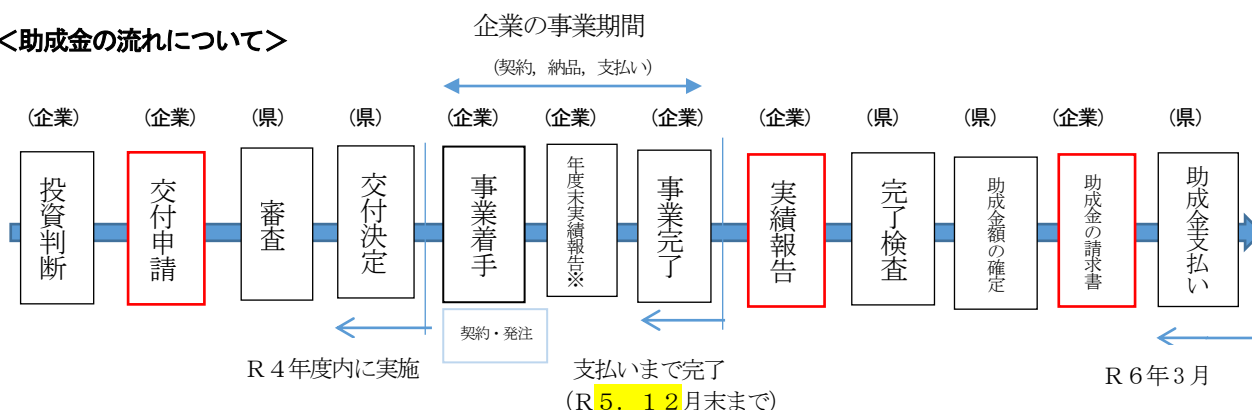 企業の事業期間
＜助成金の流れについて＞
（契約，納品，支払い）
（企業）
（企業）
（県）
（県）
（企業）
（企業）
（企業）
（企業）
（県）
（県）
（企業）
（県）
投資判断
交付申請
審査
交付決定
事業着手
年度末実績報告※
事業完了
実績報告
完了検査
助成金額の確定
助成金の請求書
助成金支払い
契約・発注
Ｒ４年度内に実施
支払いまで完了
（Ｒ５．１２月末まで）
Ｒ６年３月